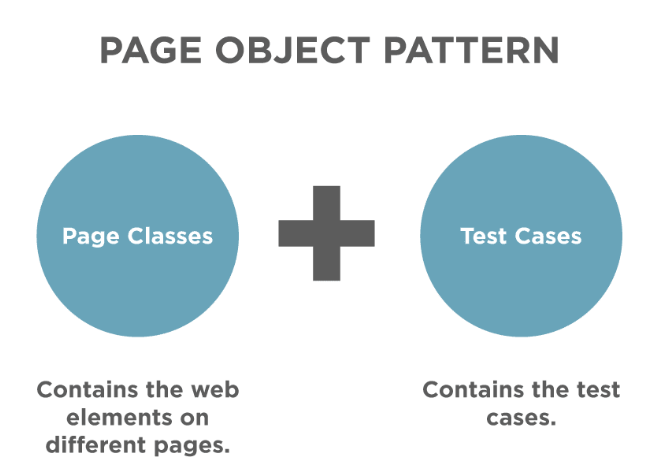 PAGE OBJECT PATTERN
Page Classes
Test Cases
Contains the web
elements on
different pages.
Contains the test
cases.